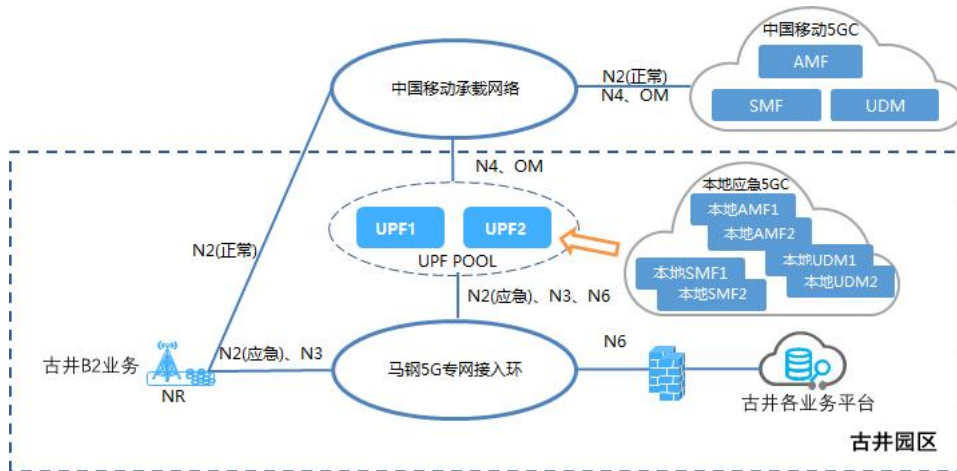 中国移动5GC
AMF
SMF
UDM
中国移动承载网络
N2(正常)
N4、OM
N4、OM
本地应急5GC
本地AMF1
本地AMF2
本地UDM1
本地UDM2
本地SMF1
本地SMF2
UPF1
UPF2
UPF POOL
N2(正常)
N2(应急)、N3、N6
古井B2业务
NR
N2(应急)、N3
马钢5G专网接入环
N6
古井各业务平台
古井园区